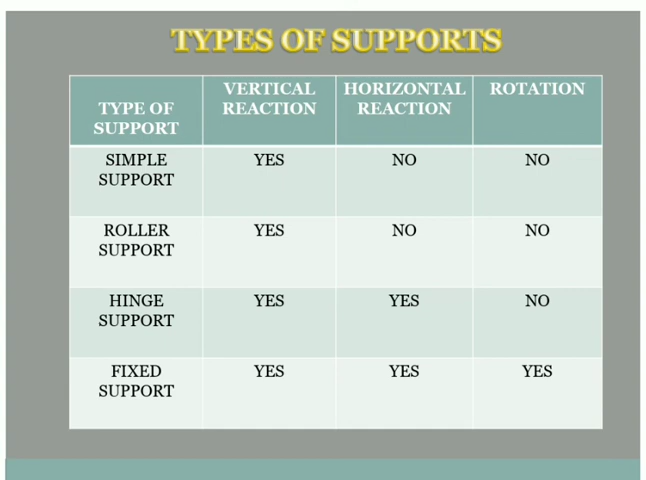 TYPES OF SUPPORTS
TYPE OF SUPPORT VERTICAL REACTION HORIZONTAL REACTION ROTATION
SIMPLE SUPPORT YES NO NO
ROLLER SUPPORT YES NO NO
HINGE SUPPORT YES YES NO
FIXED SUPPORT YES YES YES